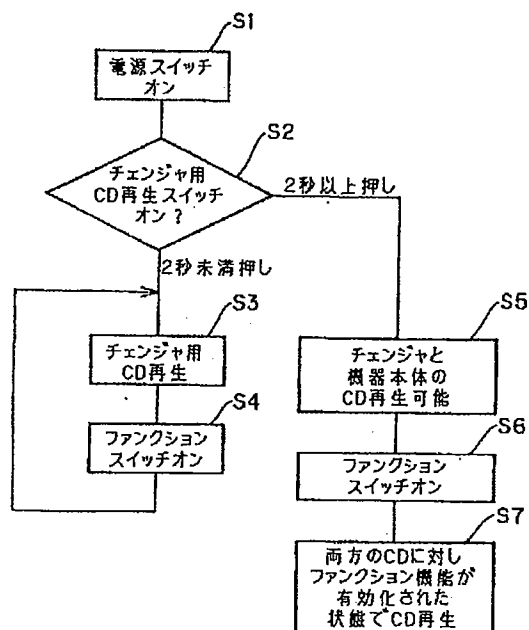 S1
電源スイッチ
オン
S2
チェンジャ用
CD再生スイッチ
オン?
2秒以上押し
2秒未満押し
S3
チェンジャ用
CD再生
S4
ファンクション
スイッチオン
S5
チェンジャと
機器本体の
CD再生可能
S6
ファンクション
スイッチオン
S7
両方のCDに対し
ファンクション機能が
有効化された
状態でCD再生